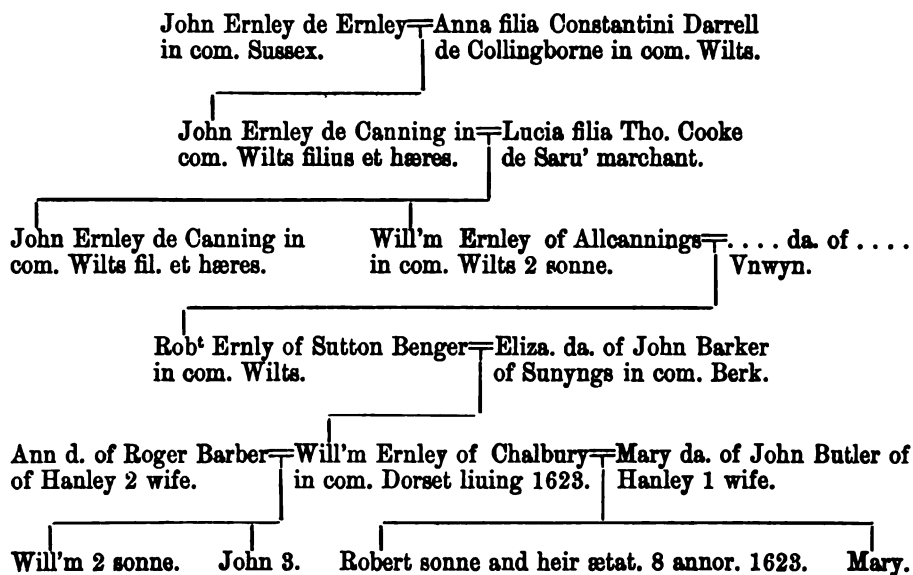 John Ernley de Ernley Anna filia Constantini Darrell
in com. Sussex. de Collingborne in com. Wilts.
John Ernley de Canning in Lucia filia Tho. Cooke
com. Wilts filius et hæres. de Saru' marchant.
John Ernley de Canning in Will'm Ernley of Allcannings . . . . da. of . . . .
com. Wilts fil. et hæres. in com. Wilts 2 sonne. Vnwyn.
Robᵗ Ernly of Sutton Benger Eliza. da. of John Barker
in com. Wilts. of Sunyngs in com. Berk.
Ann d. of Roger Barber Will'm Ernley of Chalbury Mary da. of John Butler of
of Hanley 2 wife. in com. Dorset liuing 1623. Hanley 1 wife.
Will'm 2 sonne. John 3. Robert sonne and heir ætat. 8 annor. 1623. Mary.